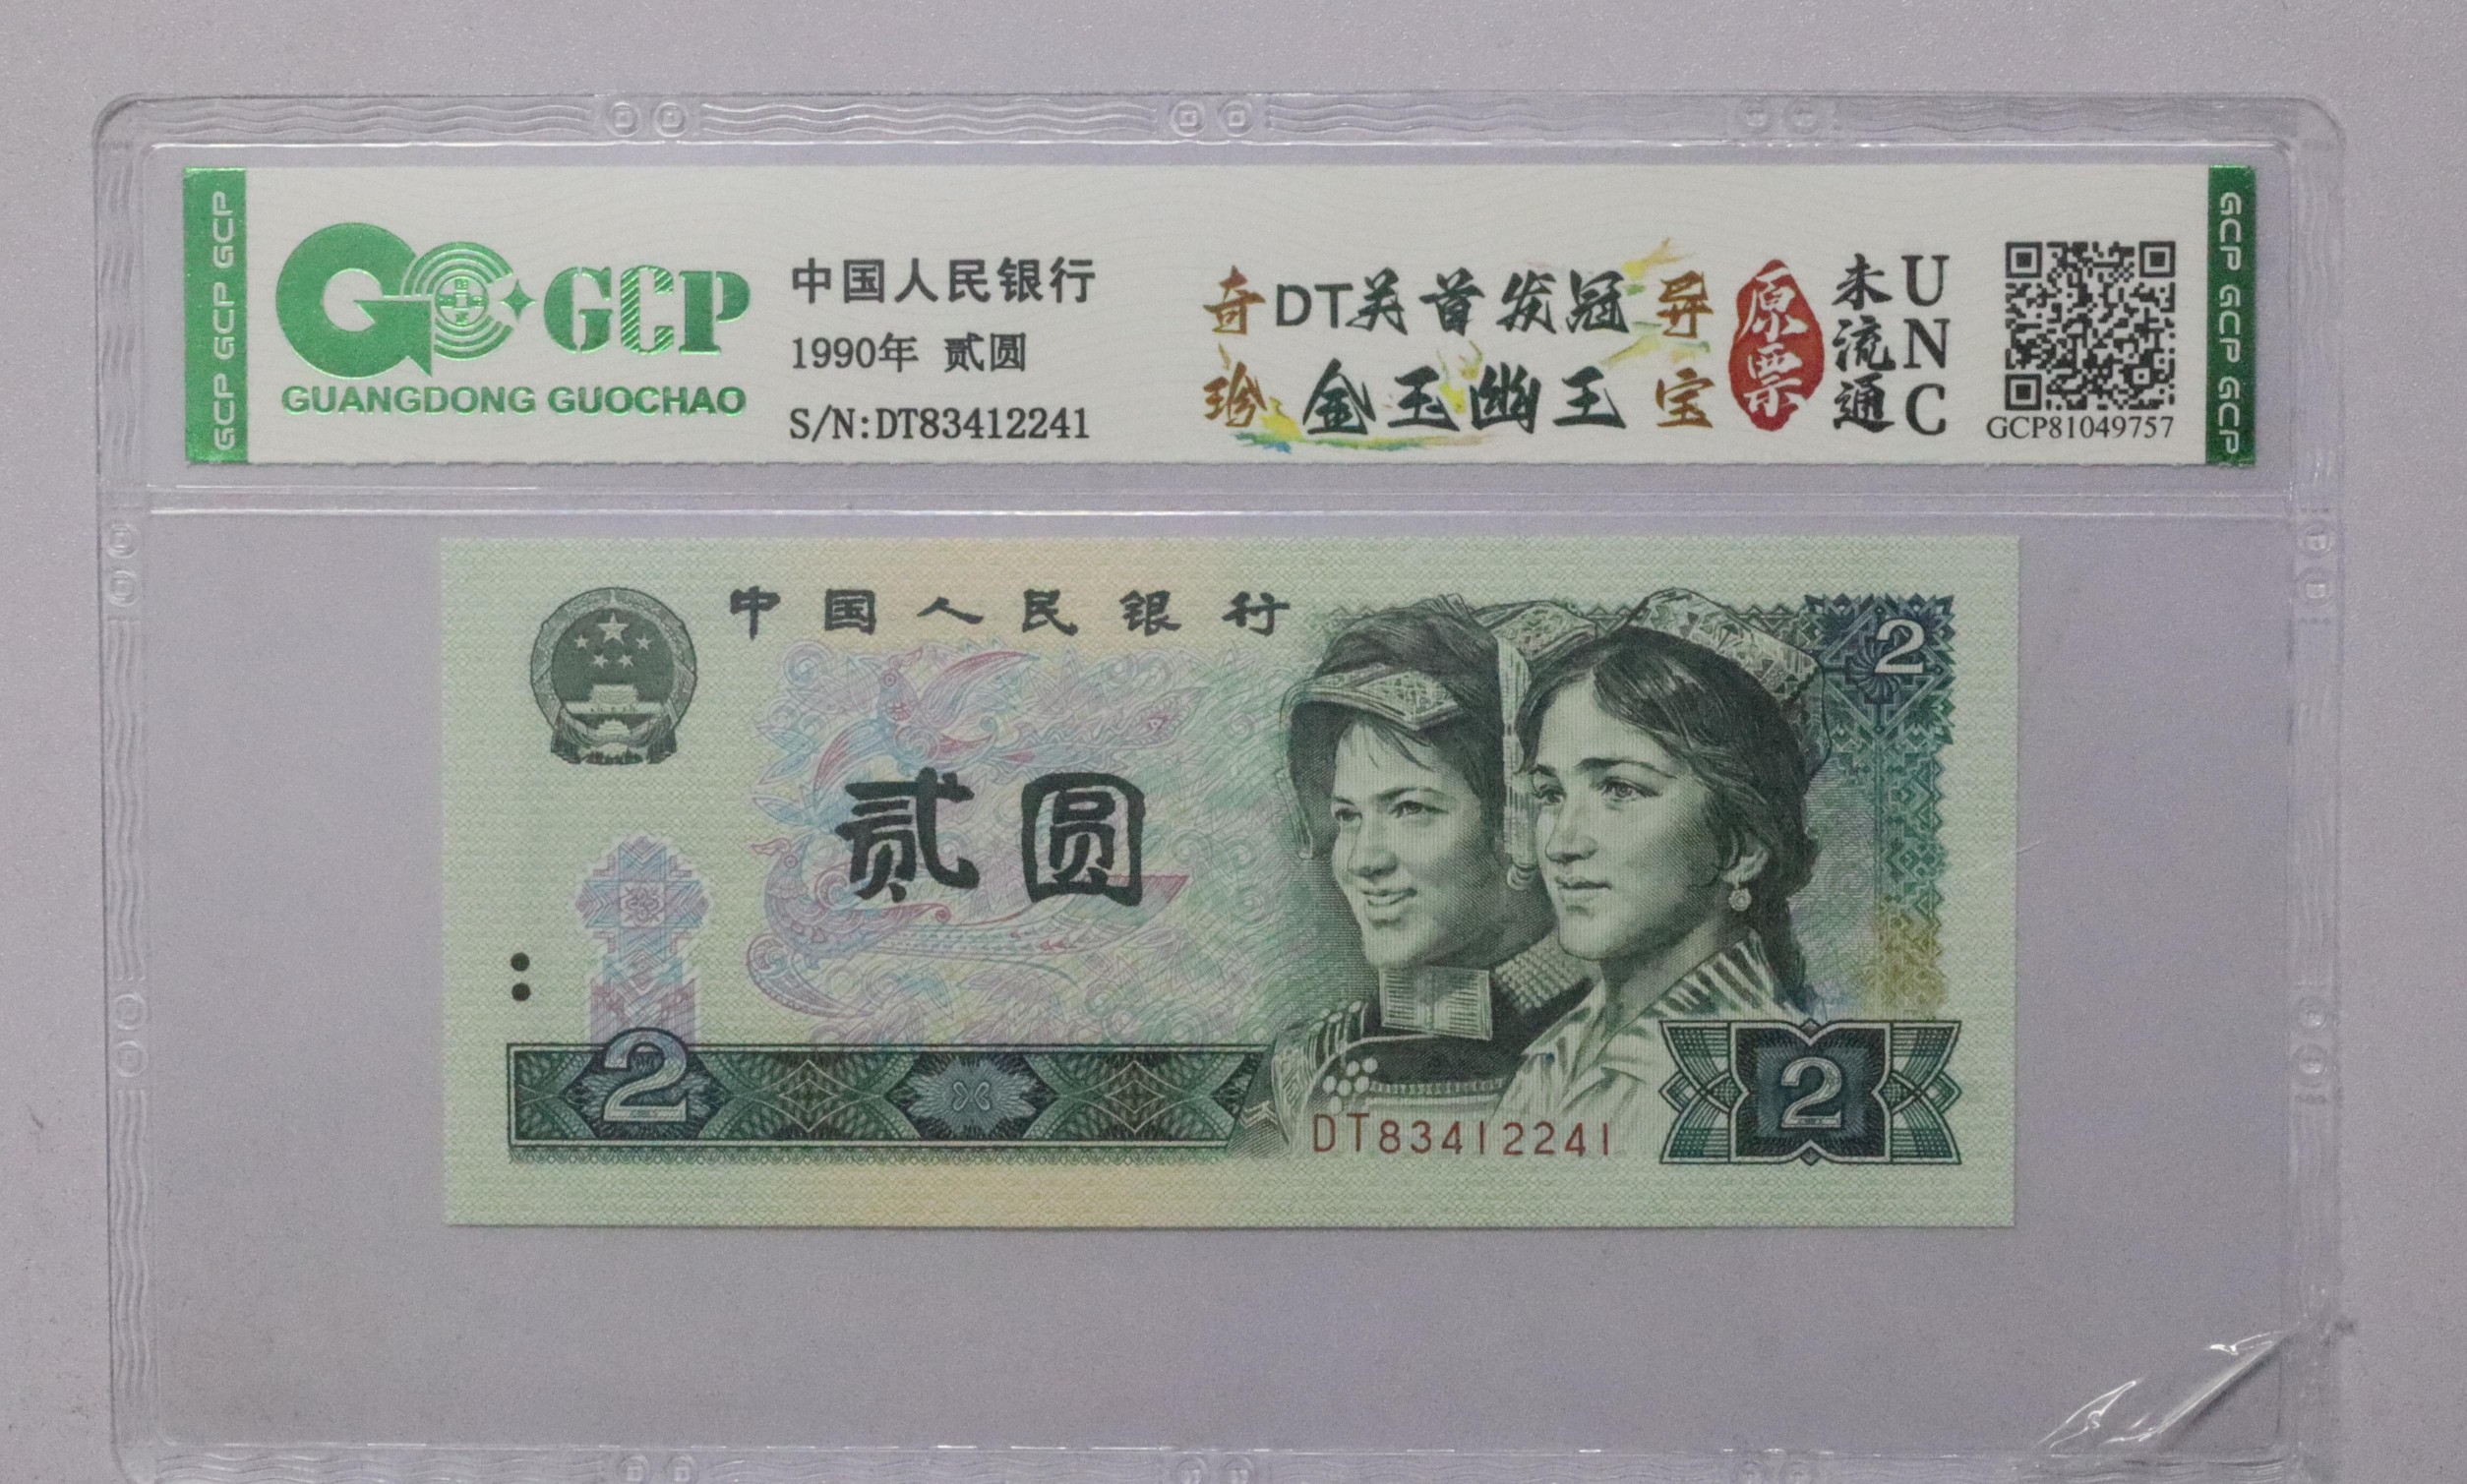 GCP GCP GCP
GCP
GUANGDONG GUOCHAO
中国人民银行
1990年 贰圆
S/N:DT83412241
奇 DT关首发冠 异
珍 金玉幽王 宝
原票
未流通
UNC
GCP81049757
GCP GCP GCP
中国人民银行
2
贰圆
2
DT83412241
2